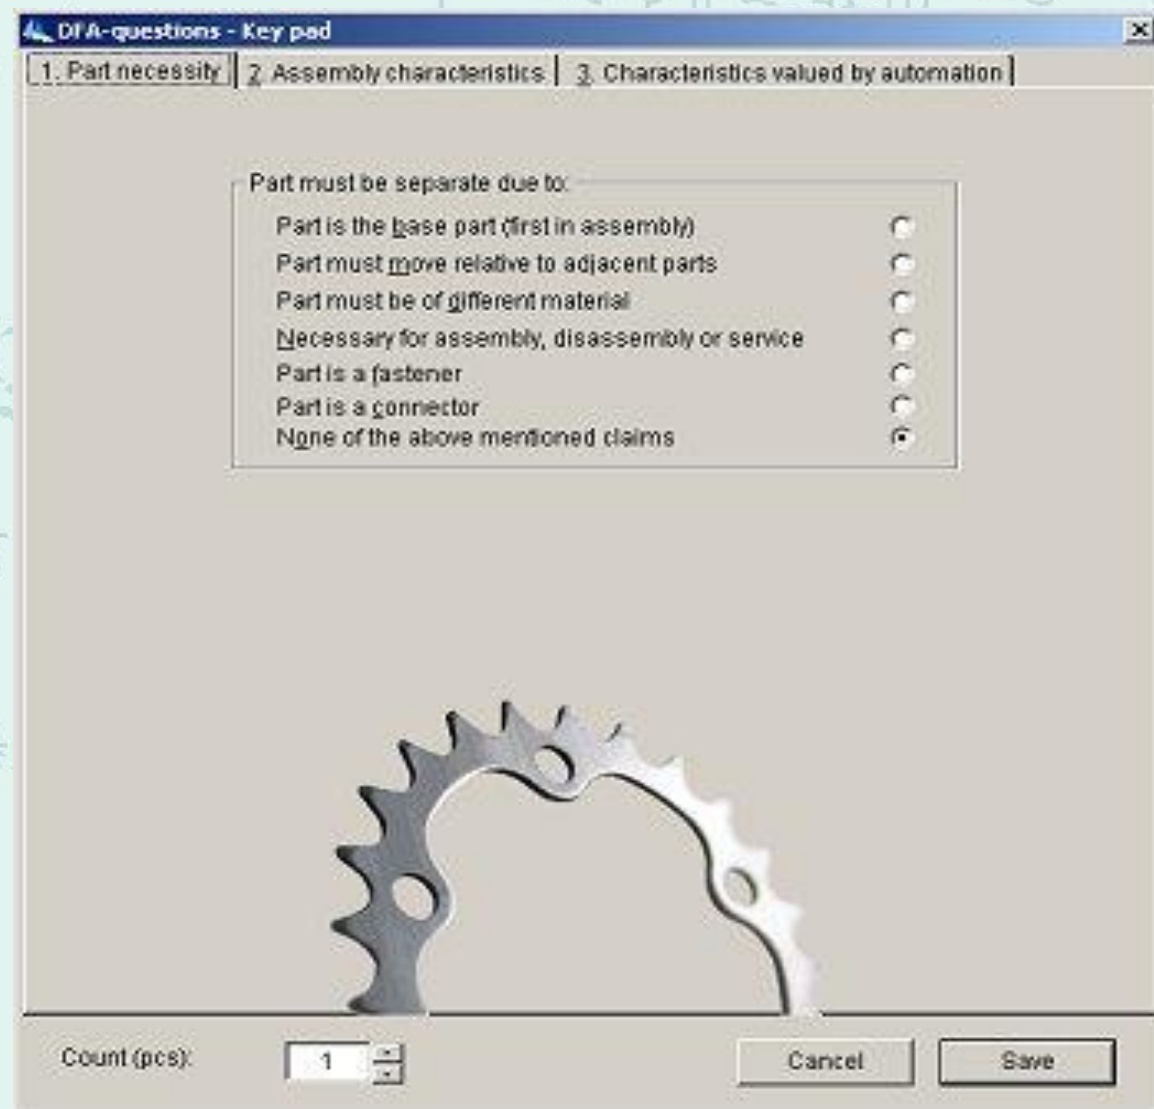 DFA-questions - Key pad
1. Part necessity 2. Assembly characteristics 3. Characteristics valued by automation
Part must be separate due to:
Part is the base part (first in assembly)
Part must move relative to adjacent parts
Part must be of different material
Necessary for assembly, disassembly or service
Part is a fastener
Part is a connector
None of the above mentioned claims
Count (pcs): 1 Cancel Save